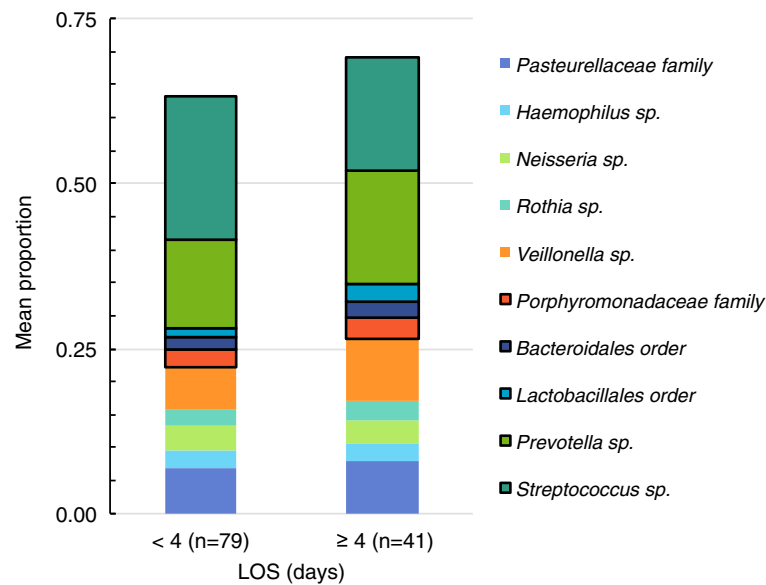 0.75
0.50
0.25
0.00
Mean proportion
< 4 (n=79)
≥ 4 (n=41)
LOS (days)
Pasteurellaceae family
Haemophilus sp.
Neisseria sp.
Rothia sp.
Veillonella sp.
Porphyromonadaceae family
Bacteroidales order
Lactobacillales order
Prevotella sp.
Streptococcus sp.